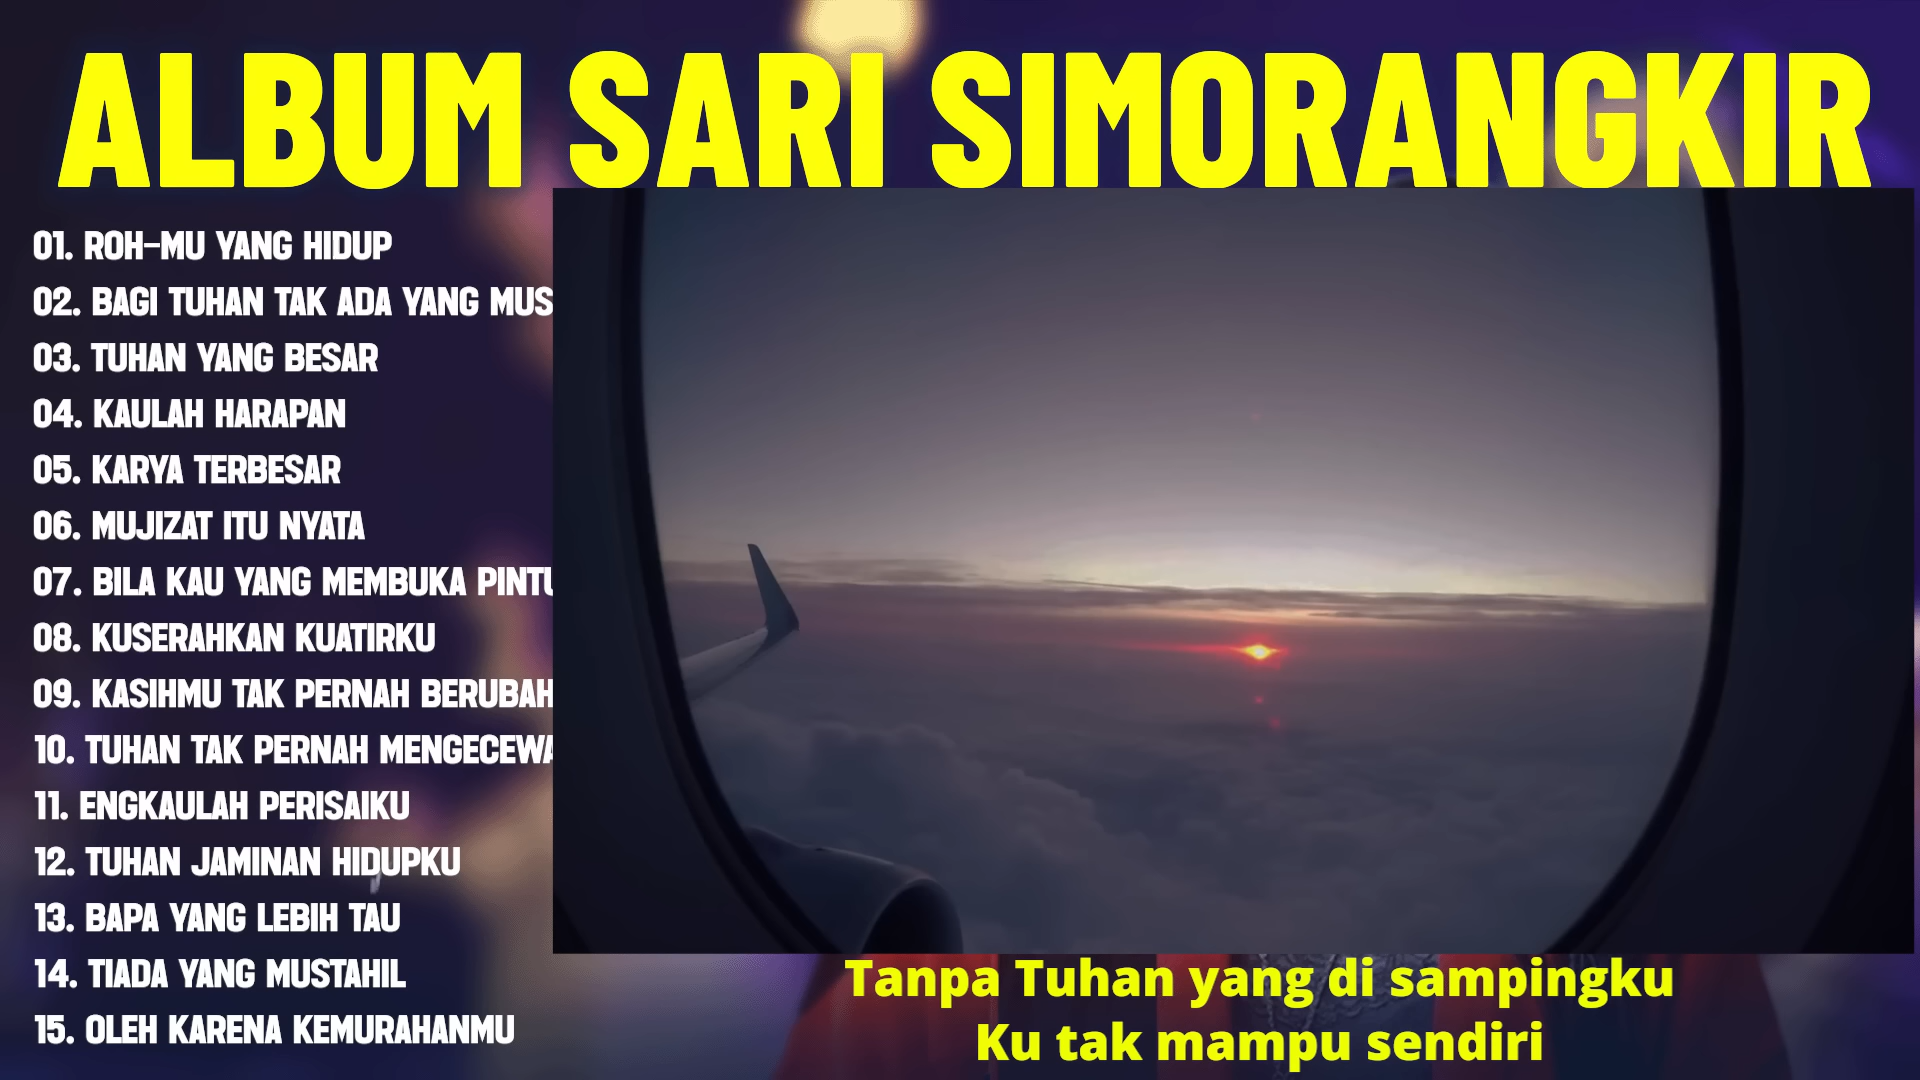 ALBUM SARI SIMORANGKIR
01. ROH-MU YANG HIDUP
02. BAGI TUHAN TAK ADA YANG MUS
03. TUHAN YANG BESAR
04. KAULAH HARAPAN
05. KARYA TERBESAR
06. MUJIZAT ITU NYATA
07. BILA KAU YANG MEMBUKA PINTU
08. KUSERAHKAN KUATIRKU
09. KASIHMU TAK PERNAH BERUBAH
10. TUHAN TAK PERNAH MENGECEWA
11. ENGKAULAH PERISAIKU
12. TUHAN JAMINAN HIDUPKU
13. BAPA YANG LEBIH TAU
14. TIADA YANG MUSTAHIL
15. OLEH KARENA KEMURAHANMU
Tanpa Tuhan yang di sampingku
Ku tak mampu sendiri